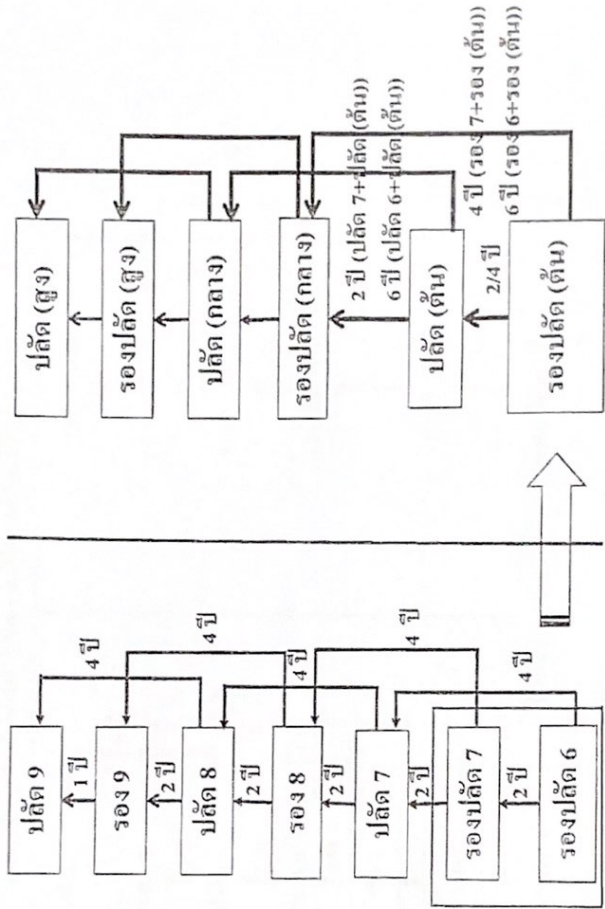 ปลัด 9
1 ปี
4 ปี
รอง 9
2 ปี
4 ปี
ปลัด 8
2 ปี
4 ปี
รอง 8
2 ปี
4 ปี
ปลัด 7
2 ปี
4 ปี
รองปลัด 7
2 ปี
รองปลัด 6
ปลัด (สูง)
รองปลัด (สูง)
ปลัด (กลาง)
รองปลัด (กลาง)
2 ปี (ปลัด 7+ปลัด (ต้น))
6 ปี (ปลัด 6+ปลัด (ต้น))
ปลัด (ต้น)
2/4 ปี
4 ปี (รอง 7+รอง (ต้น))
6 ปี (รอง 6+รอง (ต้น))
รองปลัด (ต้น)